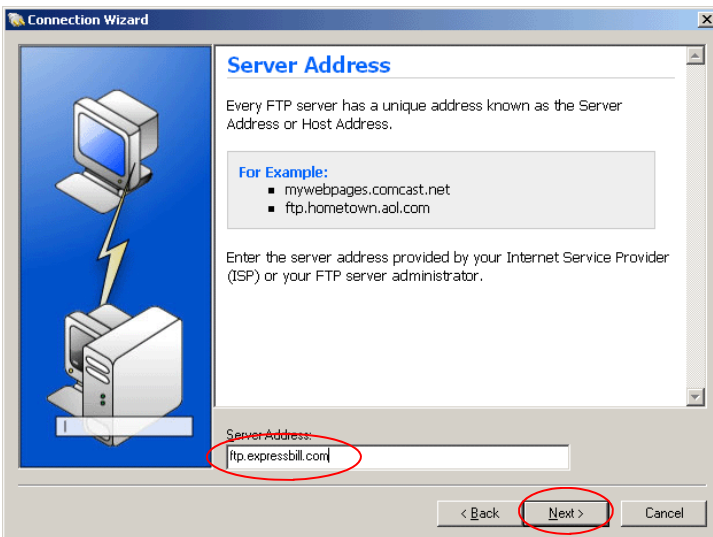 Connection Wizard
Server Address
Every FTP server has a unique address known as the Server
Address or Host Address.
For Example:
▪ mywebpages.comcast.net
▪ ftp.hometown.aol.com
Enter the server address provided by your Internet Service Provider
(ISP) or your FTP server administrator.
Server Address:
ftp.expressbill.com
< Back Next > Cancel